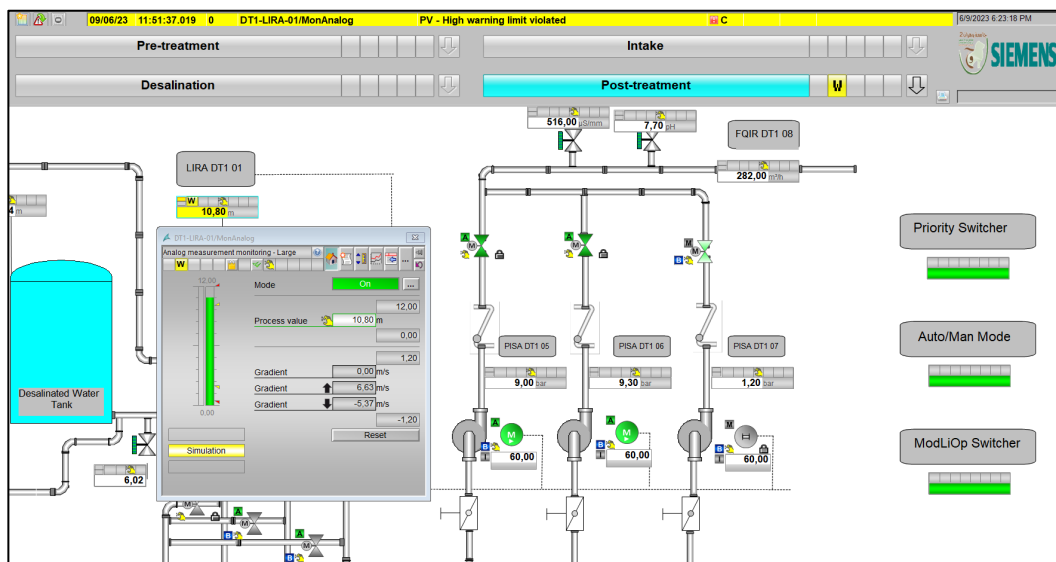 09/06/23 11:51:37.019 0 DT1-LIRA-01/MonAnalog PV - High warning limit violated C
6/9/2023 6:23:18 PM
Pre-treatment
Intake
SIEMENS
Desalination
Post-treatment
W
516,00 µS/mm
7,70 pH
FQIR DT1 08
282,00 m³/h
LIRA DT1 01
W
10,80 m
4 m
DT1-LIRA-01/MonAnalog
Analog measurement monitoring - Large
W
Mode On ...
12,00
12,00
Process value 10,80 m
0,00
1,20
Gradient 0,00 m/s
Gradient 6,63 m/s
Gradient -5,37 m/s
0,00
-1,20
Reset
Simulation
Desalinated Water
Tank
6,02
A
M
A
M
M
M
B
PISA DT1 05
PISA DT1 06
PISA DT1 07
9,00 bar
9,30 bar
1,20 bar
A
M
A
M
M
B
I
60,00
B
I
60,00
B
I
60,00
Priority Switcher
Auto/Man Mode
ModLiOp Switcher
M
A
M
B
A
M
B